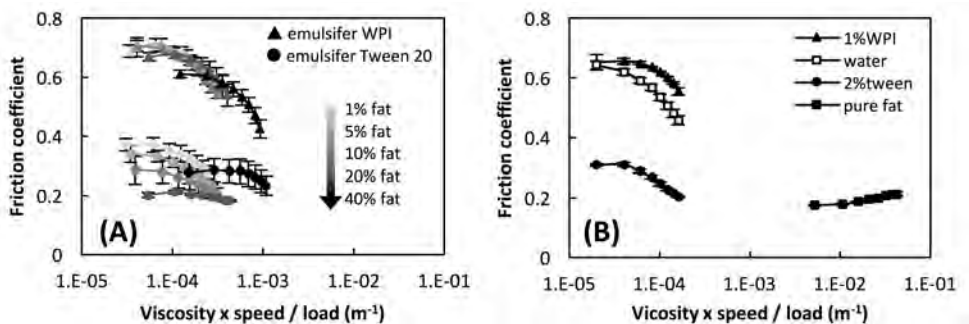 0.8
0.6
0.4
0.2
0
Friction coefficient
emulsifer WPI
emulsifer Tween 20
1% fat
5% fat
10% fat
20% fat
40% fat
(A)
1.E-05 1.E-04 1.E-03 1.E-02 1.E-01
Viscosity x speed / load (m⁻¹)
0.8
0.6
0.4
0.2
0
Friction coefficient
1%WPI
water
2%tween
pure fat
(B)
1.E-05 1.E-04 1.E-03 1.E-02 1.E-01
Viscosity x speed / load (m⁻¹)